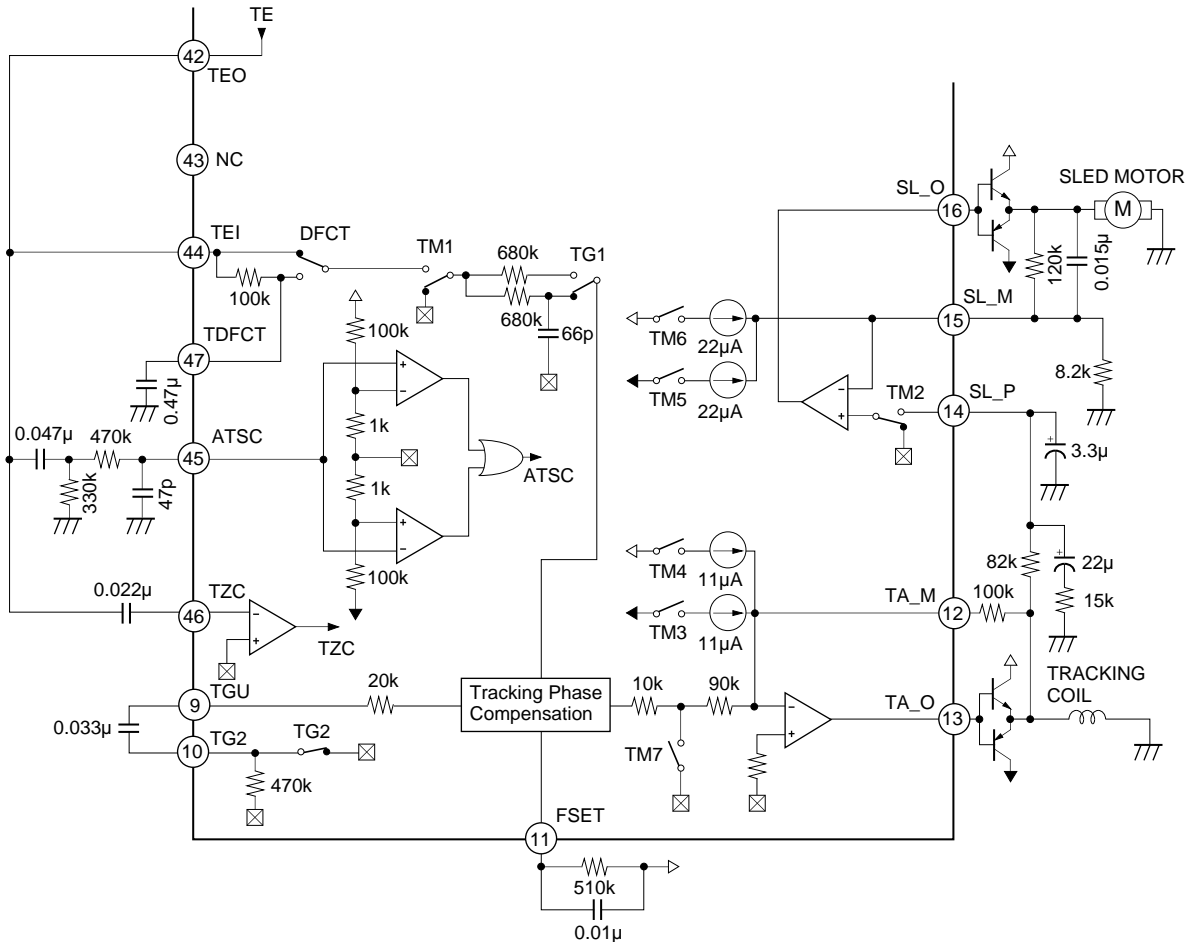 TE
42
TEO
43
NC
44
TEI
DFCT
TM1
680k
TG1
100k
680k
66p
TDFCT
47
0.47µ
100k
1k
1k
100k
ATSC
45
0.047µ
470k
330k
47p
ATSC
0.022µ
TZC
46
TZC
TGU
9
0.033µ
20k
Tracking Phase
Compensation
10
TG2
TG2
470k
10k
90k
TM7
FSET
11
510k
0.01µ
SL_O
16
SLED MOTOR
M
120k
0.015µ
SL_M
15
TM6
22µA
TM5
22µA
8.2k
TM2
SL_P
14
3.3µ
TM4
11µA
TM3
11µA
82k
22µ
TA_M
12
100k
15k
TA_O
13
TRACKING
COIL